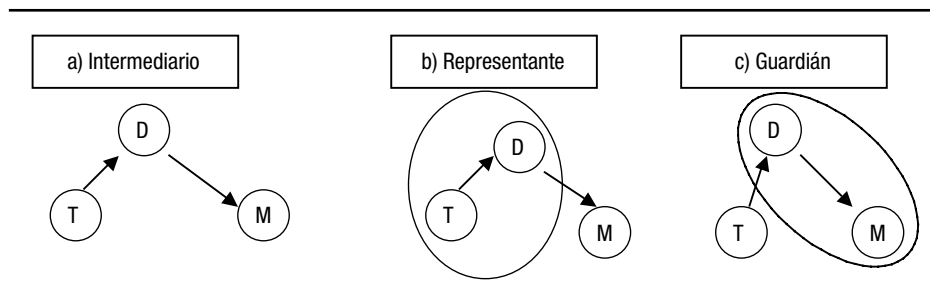 a) Intermediario
b) Representante
c) Guardián
D
T
M
D
T
M
D
T
M